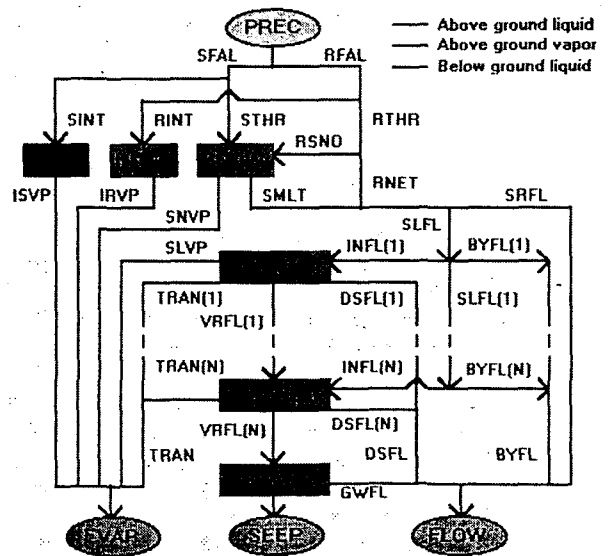 PREC
Above ground liquid
Above ground vapor
Below ground liquid
SFAL RFAL
SINT RINT STHR RTHR
RSNO
ISVP IRVP SMLT RNET SRFL
SNVP SLFL
SLVP INFL(1) BYFL(1)
TRAN(1) DSFL(1) SLFL(1)
VRFL(1)
TRAN(N) INFL(N) BYFL(N)
VRFL(N) DSFL(N)
TRAN DSFL BYFL
GWFL
EVAP SEEP FLOW